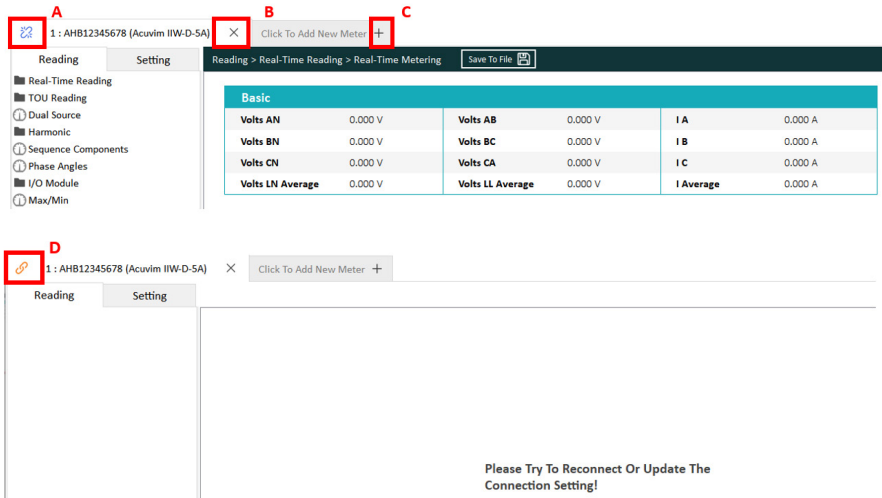 A B C
1 : AHB12345678 (Acuvim IIW-D-5A) Click To Add New Meter +
Reading Setting Reading > Real-Time Reading > Real-Time Metering Save To File
Real-Time Reading
TOU Reading
Dual Source
Harmonic
Sequence Components
Phase Angles
I/O Module
Max/Min
Basic
Volts AN 0.000 V Volts AB 0.000 V I A 0.000 A
Volts BN 0.000 V Volts BC 0.000 V I B 0.000 A
Volts CN 0.000 V Volts CA 0.000 V I C 0.000 A
Volts LN Average 0.000 V Volts LL Average 0.000 V I Average 0.000 A
D
1 : AHB12345678 (Acuvim IIW-D-5A) Click To Add New Meter +
Reading Setting
Please Try To Reconnect Or Update The
Connection Setting!